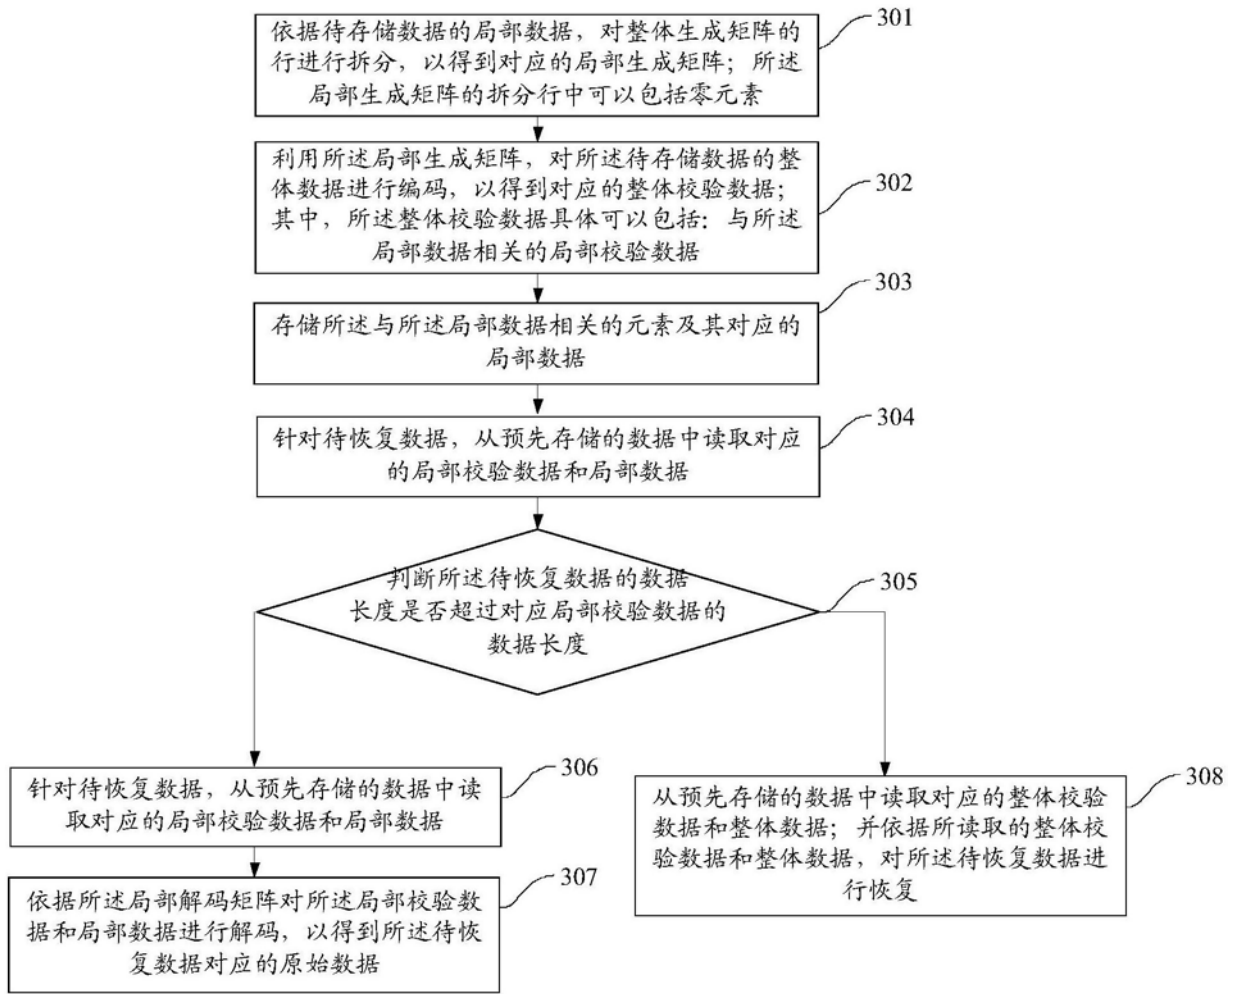 301
依据待存储数据的局部数据，对整体生成矩阵的
行进行拆分，以得到对应的局部生成矩阵；所述
局部生成矩阵的拆分行中可以包括零元素
302
利用所述局部生成矩阵，对所述待存储数据的整
体数据进行编码，以得到对应的整体校验数据；
其中，所述整体校验数据具体可以包括：与所述
局部数据相关的局部校验数据
303
存储所述与所述局部数据相关的元素及其对应的
局部数据
304
针对待恢复数据，从预先存储的数据中读取对应
的局部校验数据和局部数据
305
判断所述待恢复数据的数据
长度是否超过对应局部校验数据的
数据长度
306
针对待恢复数据，从预先存储的数据中读
取对应的局部校验数据和局部数据
307
依据所述局部解码矩阵对所述局部校验数
据和局部数据进行解码，以得到所述待恢
复数据对应的原始数据
308
从预先存储的数据中读取对应的整体校验
数据和整体数据；并依据所读取的整体校
验数据和整体数据，对所述待恢复数据进
行恢复